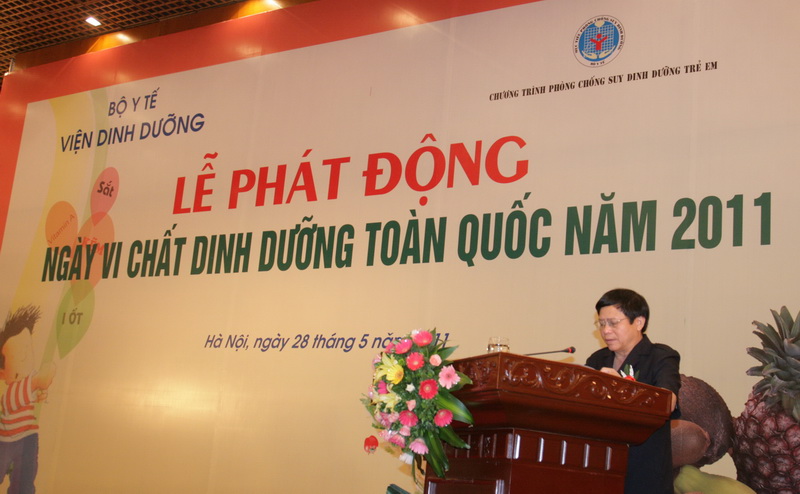 BỘ Y TẾ
VIỆN DINH DƯỠNG
CHƯƠNG TRÌNH PHÒNG CHỐNG SUY DINH DƯỠNG TRẺ EM
LỄ PHÁT ĐỘNG
NGÀY VI CHẤT DINH DƯỠNG TOÀN QUỐC NĂM 2011
Sắt
I ỐT
Hà Nội, ngày 28 tháng 5 năm 2011